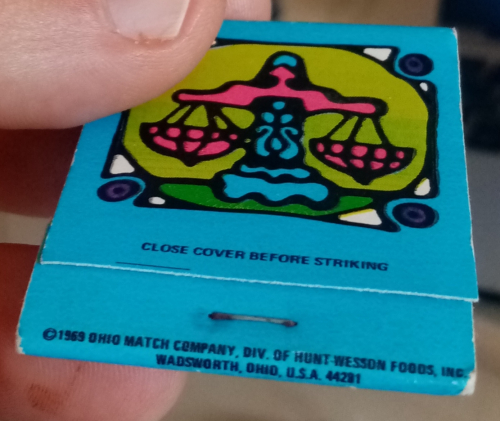 CLOSE COVER BEFORE STRIKING
©1969 OHIO MATCH COMPANY, DIV. OF HUNT-WESSON FOODS, INC.
WADSWORTH, OHIO, U.S.A. 44281